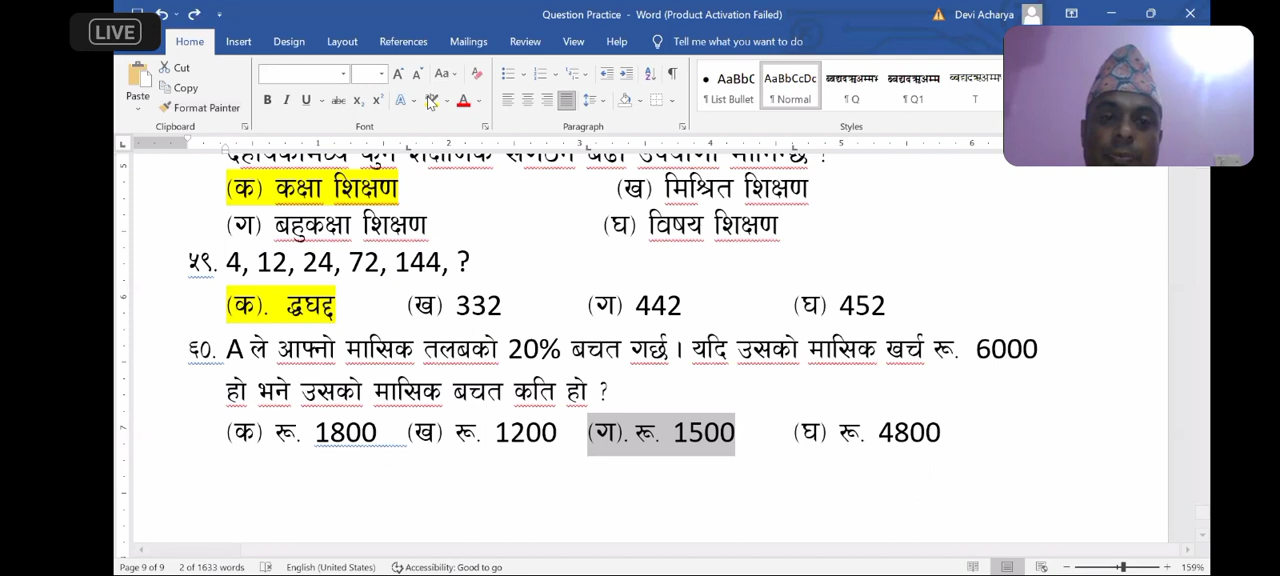 LIVE
Question Practice - Word (Product Activation Failed)
Devi Acharya
Home Insert Design Layout References Mailings Review View Help Tell me what you want to do
Cut
Copy
Format Painter
Paste
Clipboard Font Paragraph Styles
AaBbC AaBbCcDc
¶ List Bullet ¶ Normal ¶ Q ¶ Q1 T
(क) कक्षा शिक्षण (ख) मिश्रित शिक्षण
(ग) बहुकक्षा शिक्षण (घ) विषय शिक्षण
५९. 4, 12, 24, 72, 144, ?
(क). द्धघद्द (ख) 332 (ग) 442 (घ) 452
६०. A ले आफ्नो मासिक तलबको 20% बचत गर्छ। यदि उसको मासिक खर्च रू. 6000
हो भने उसको मासिक बचत कति हो ?
(क) रू. 1800 (ख) रू. 1200 (ग). रू. 1500 (घ) रू. 4800
Page 9 of 9 2 of 1633 words English (United States) Accessibility: Good to go 159%